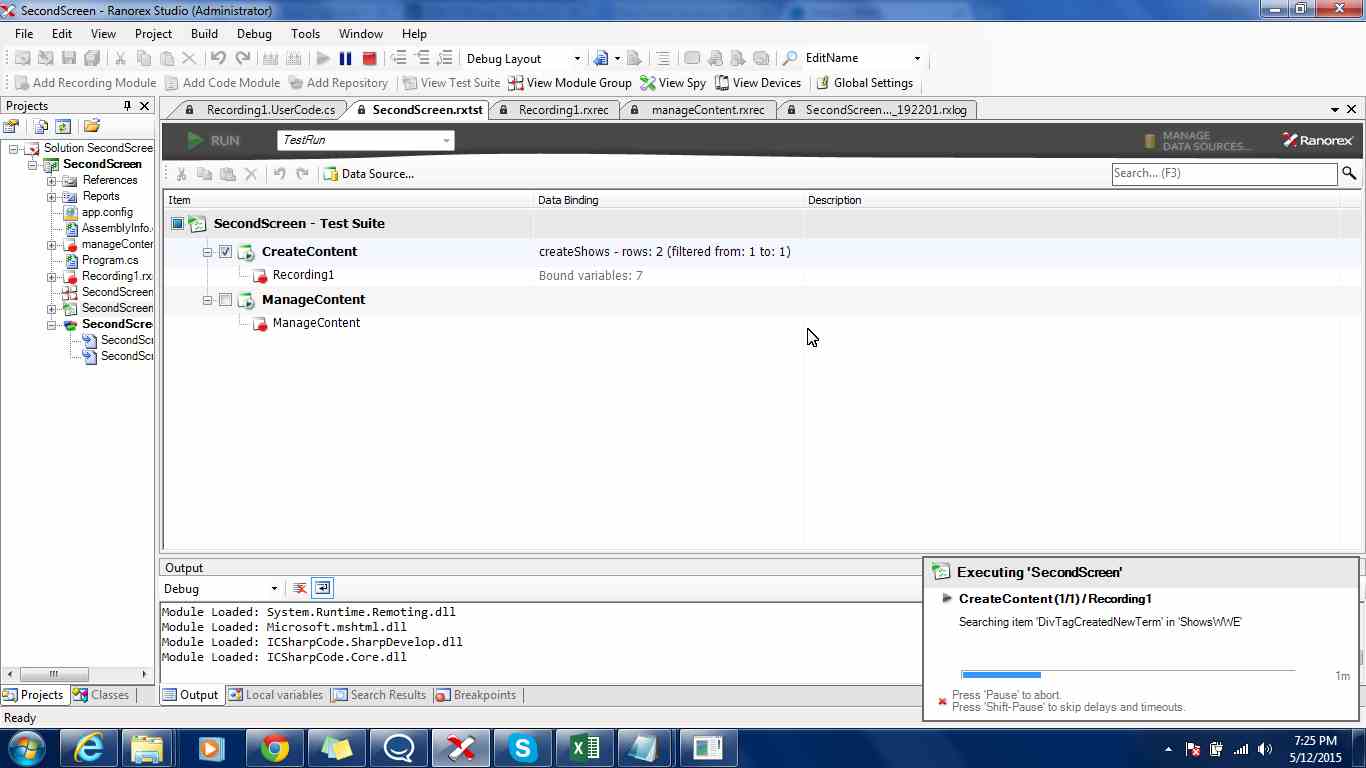 SecondScreen - Ranorex Studio (Administrator)
File Edit View Project Build Debug Tools Window Help
Debug Layout EditName
Add Recording Module Add Code Module Add Repository View Test Suite View Module Group View Spy View Devices Global Settings
Projects
Recording1.UserCode.cs SecondScreen.rxtst Recording1.rxrec manageContent.rxrec SecondScreen..._192201.rxlog
RUN TestRun MANAGE DATA SOURCES... Ranorex
Data Source... Search... (F3)
Item Data Binding Description
SecondScreen - Test Suite
CreateContent createShows - rows: 2 (filtered from: 1 to: 1)
Recording1 Bound variables: 7
ManageContent
ManageContent
Solution SecondScree
SecondScreen
References
Reports
app.config
AssemblyInfo.c
manageConter
Program.cs
Recording1.rx
SecondScreen
SecondScreen
SecondScree
SecondScr
SecondScr
Projects Classes
Output
Debug
Module Loaded: System.Runtime.Remoting.dll
Module Loaded: Microsoft.mshtml.dll
Module Loaded: ICSharpCode.SharpDevelop.dll
Module Loaded: ICSharpCode.Core.dll
Output Local variables Search Results Breakpoints
Executing 'SecondScreen'
CreateContent (1/1) / Recording1
Searching item 'DivTagCreatedNewTerm' in 'ShowsWWE'
1m
Press 'Pause' to abort.
Press 'Shift-Pause' to skip delays and timeouts.
Ready
7:25 PM
5/12/2015